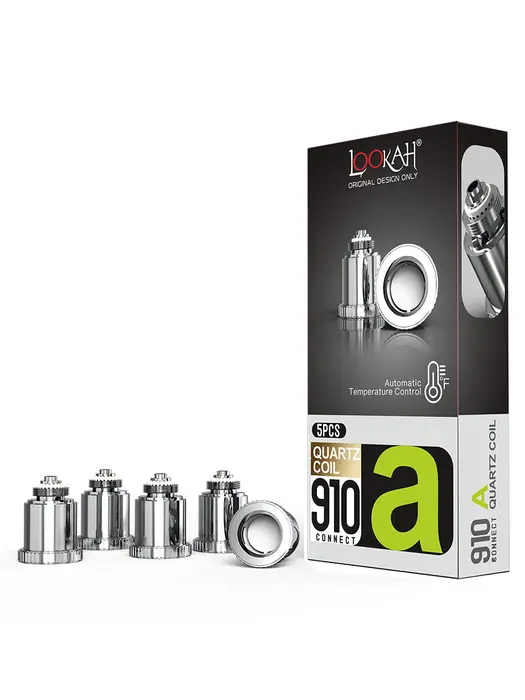 LOOKAH®
ORIGINAL DESIGN ONLY
Automatic
Temperature Control
°F
5PCS
QUARTZ
COIL
910
CONNECT
a
910 A QUARTZ COIL
CONNECT